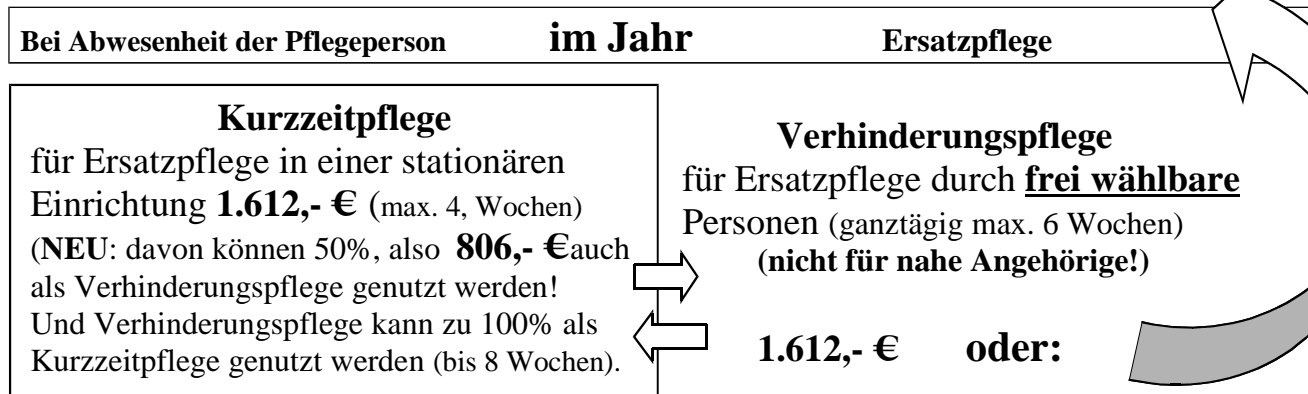 Bei Abwesenheit der Pflegeperson im Jahr Ersatzpflege
Kurzzeitpflege
für Ersatzpflege in einer stationären
Einrichtung 1.612,- € (max. 4, Wochen)
(NEU: davon können 50%, also 806,- €auch
als Verhinderungspflege genutzt werden!
Und Verhinderungspflege kann zu 100% als
Kurzzeitpflege genutzt werden (bis 8 Wochen).
Verhinderungspflege
für Ersatzpflege durch frei wählbare
Personen (ganztägig max. 6 Wochen)
(nicht für nahe Angehörige!)
1.612,- € oder: